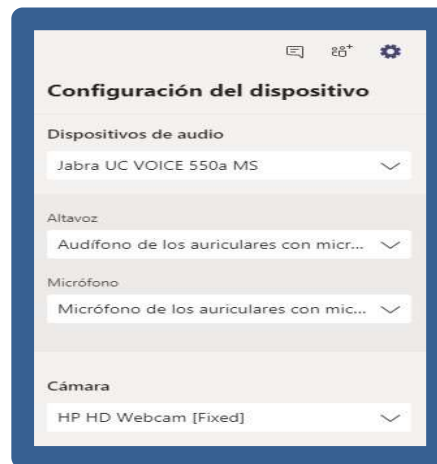 Configuración del dispositivo
Dispositivos de audio
Jabra UC VOICE 550a MS
Altavoz
Audífono de los auriculares con micr...
Micrófono
Micrófono de los auriculares con mic...
Cámara
HP HD Webcam [Fixed]